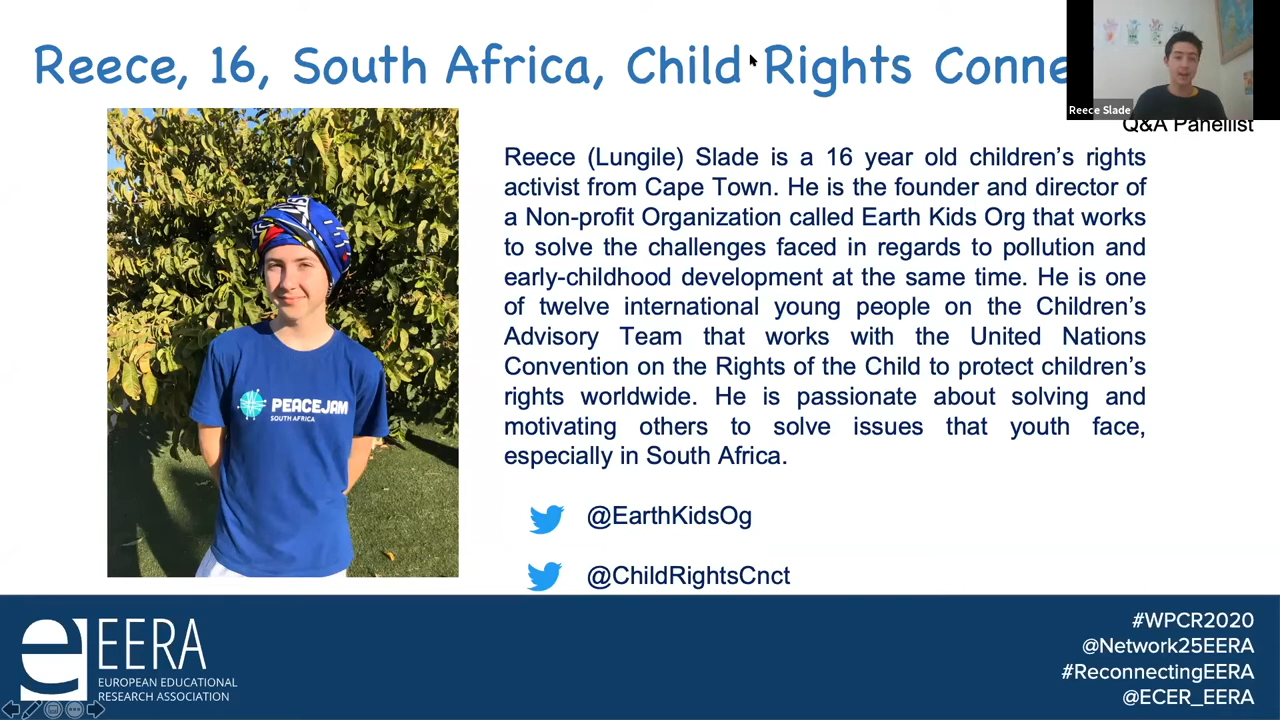 Reece, 16, South Africa, Child Rights Conne
Reece Slade
Q&A Panellist
Reece (Lungile) Slade is a 16 year old children’s rights
activist from Cape Town. He is the founder and director of
a Non-profit Organization called Earth Kids Org that works
to solve the challenges faced in regards to pollution and
early-childhood development at the same time. He is one
of twelve international young people on the Children’s
Advisory Team that works with the United Nations
Convention on the Rights of the Child to protect children’s
rights worldwide. He is passionate about solving and
motivating others to solve issues that youth face,
especially in South Africa.
PEACEJAM
SOUTH AFRICA
@EarthKidsOg
@ChildRightsCnct
EERA
EUROPEAN EDUCATIONAL
RESEARCH ASSOCIATION
#WPCR2020
@Network25EERA
#ReconnectingEERA
@ECER_EERA